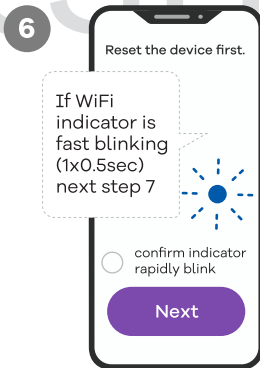 6
Reset the device first.
If WiFi
indicator is
fast blinking
(1x0.5sec)
next step 7
confirm indicator
rapidly blink
Next